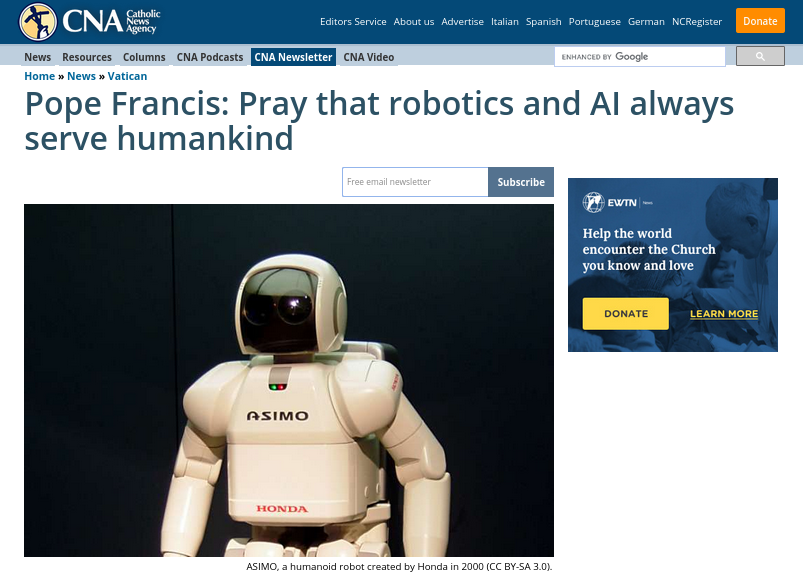 CNA Catholic News Agency
Editors Service About us Advertise Italian Spanish Portuguese German NCRegister Donate
News Resources Columns CNA Podcasts CNA Newsletter CNA Video
ENHANCED BY Google
Home » News » Vatican
Pope Francis: Pray that robotics and AI always
serve humankind
Free email newsletter Subscribe
EWTN News
Help the world
encounter the Church
you know and love
DONATE LEARN MORE
ASIMO
HONDA
ASIMO, a humanoid robot created by Honda in 2000 (CC BY-SA 3.0).